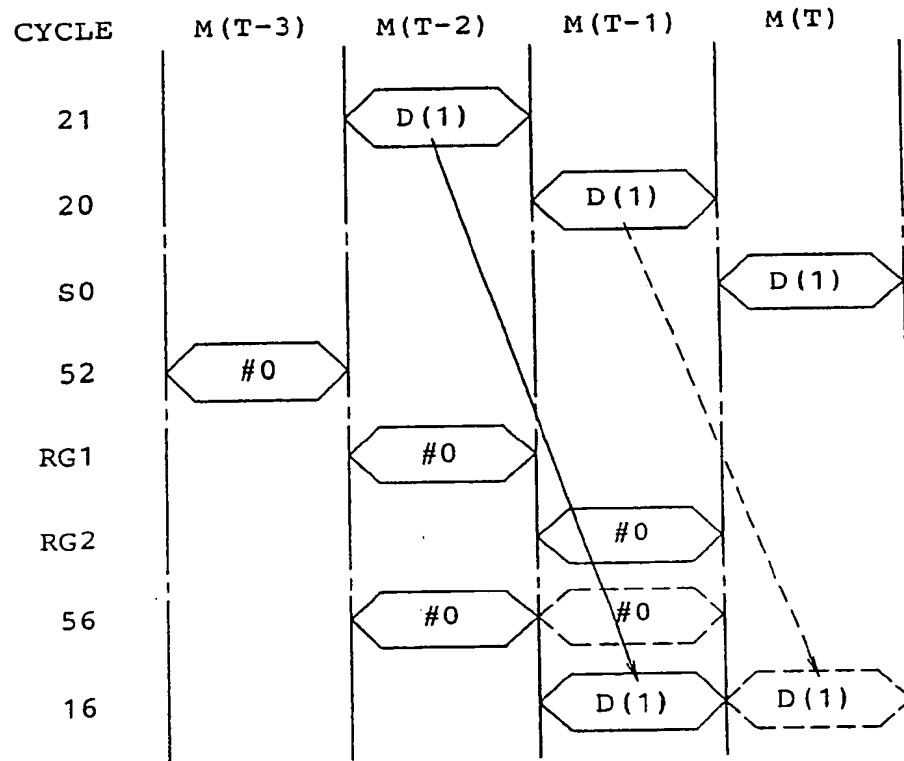 CYCLE M(T-3) M(T-2) M(T-1) M(T)
21 D(1)
20 D(1)
S0 D(1)
52 #0
RG1 #0
RG2 #0
56 #0 #0
16 D(1) D(1)